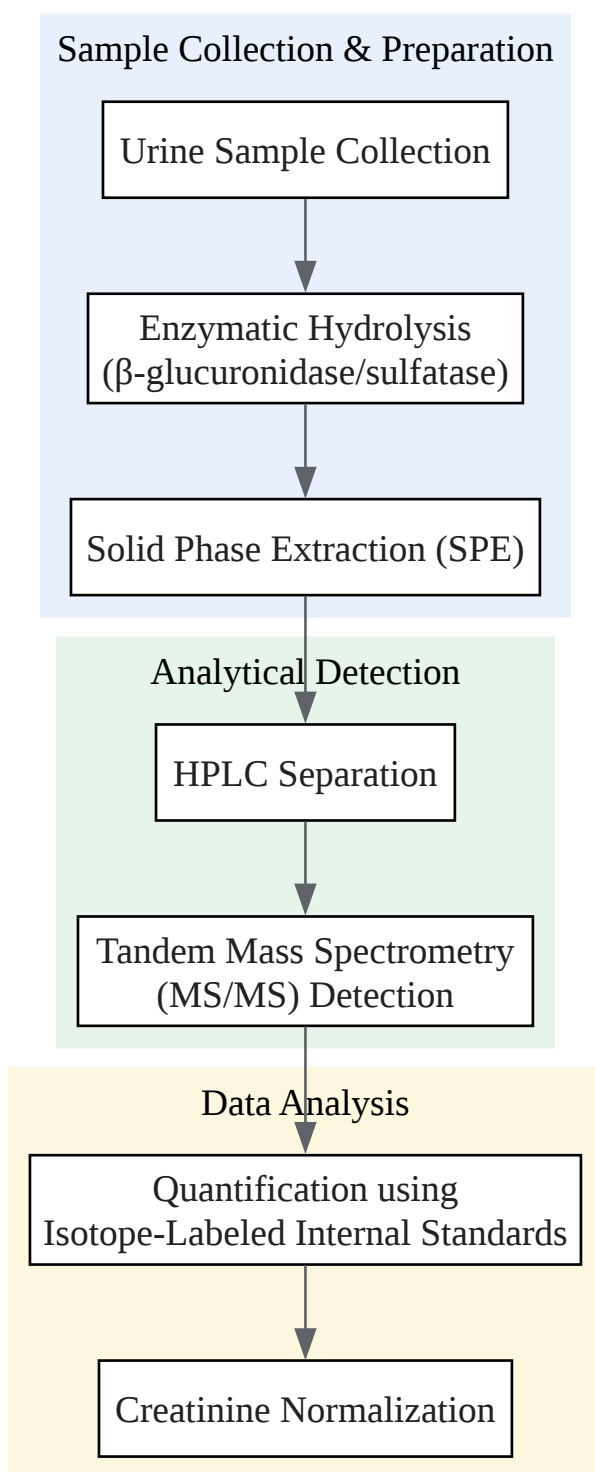 Sample Collection & Preparation
Urine Sample Collection
Enzymatic Hydrolysis
(β-glucuronidase/sulfatase)
Solid Phase Extraction (SPE)
Analytical Detection
HPLC Separation
Tandem Mass Spectrometry
(MS/MS) Detection
Data Analysis
Quantification using
Isotope-Labeled Internal Standards
Creatinine Normalization